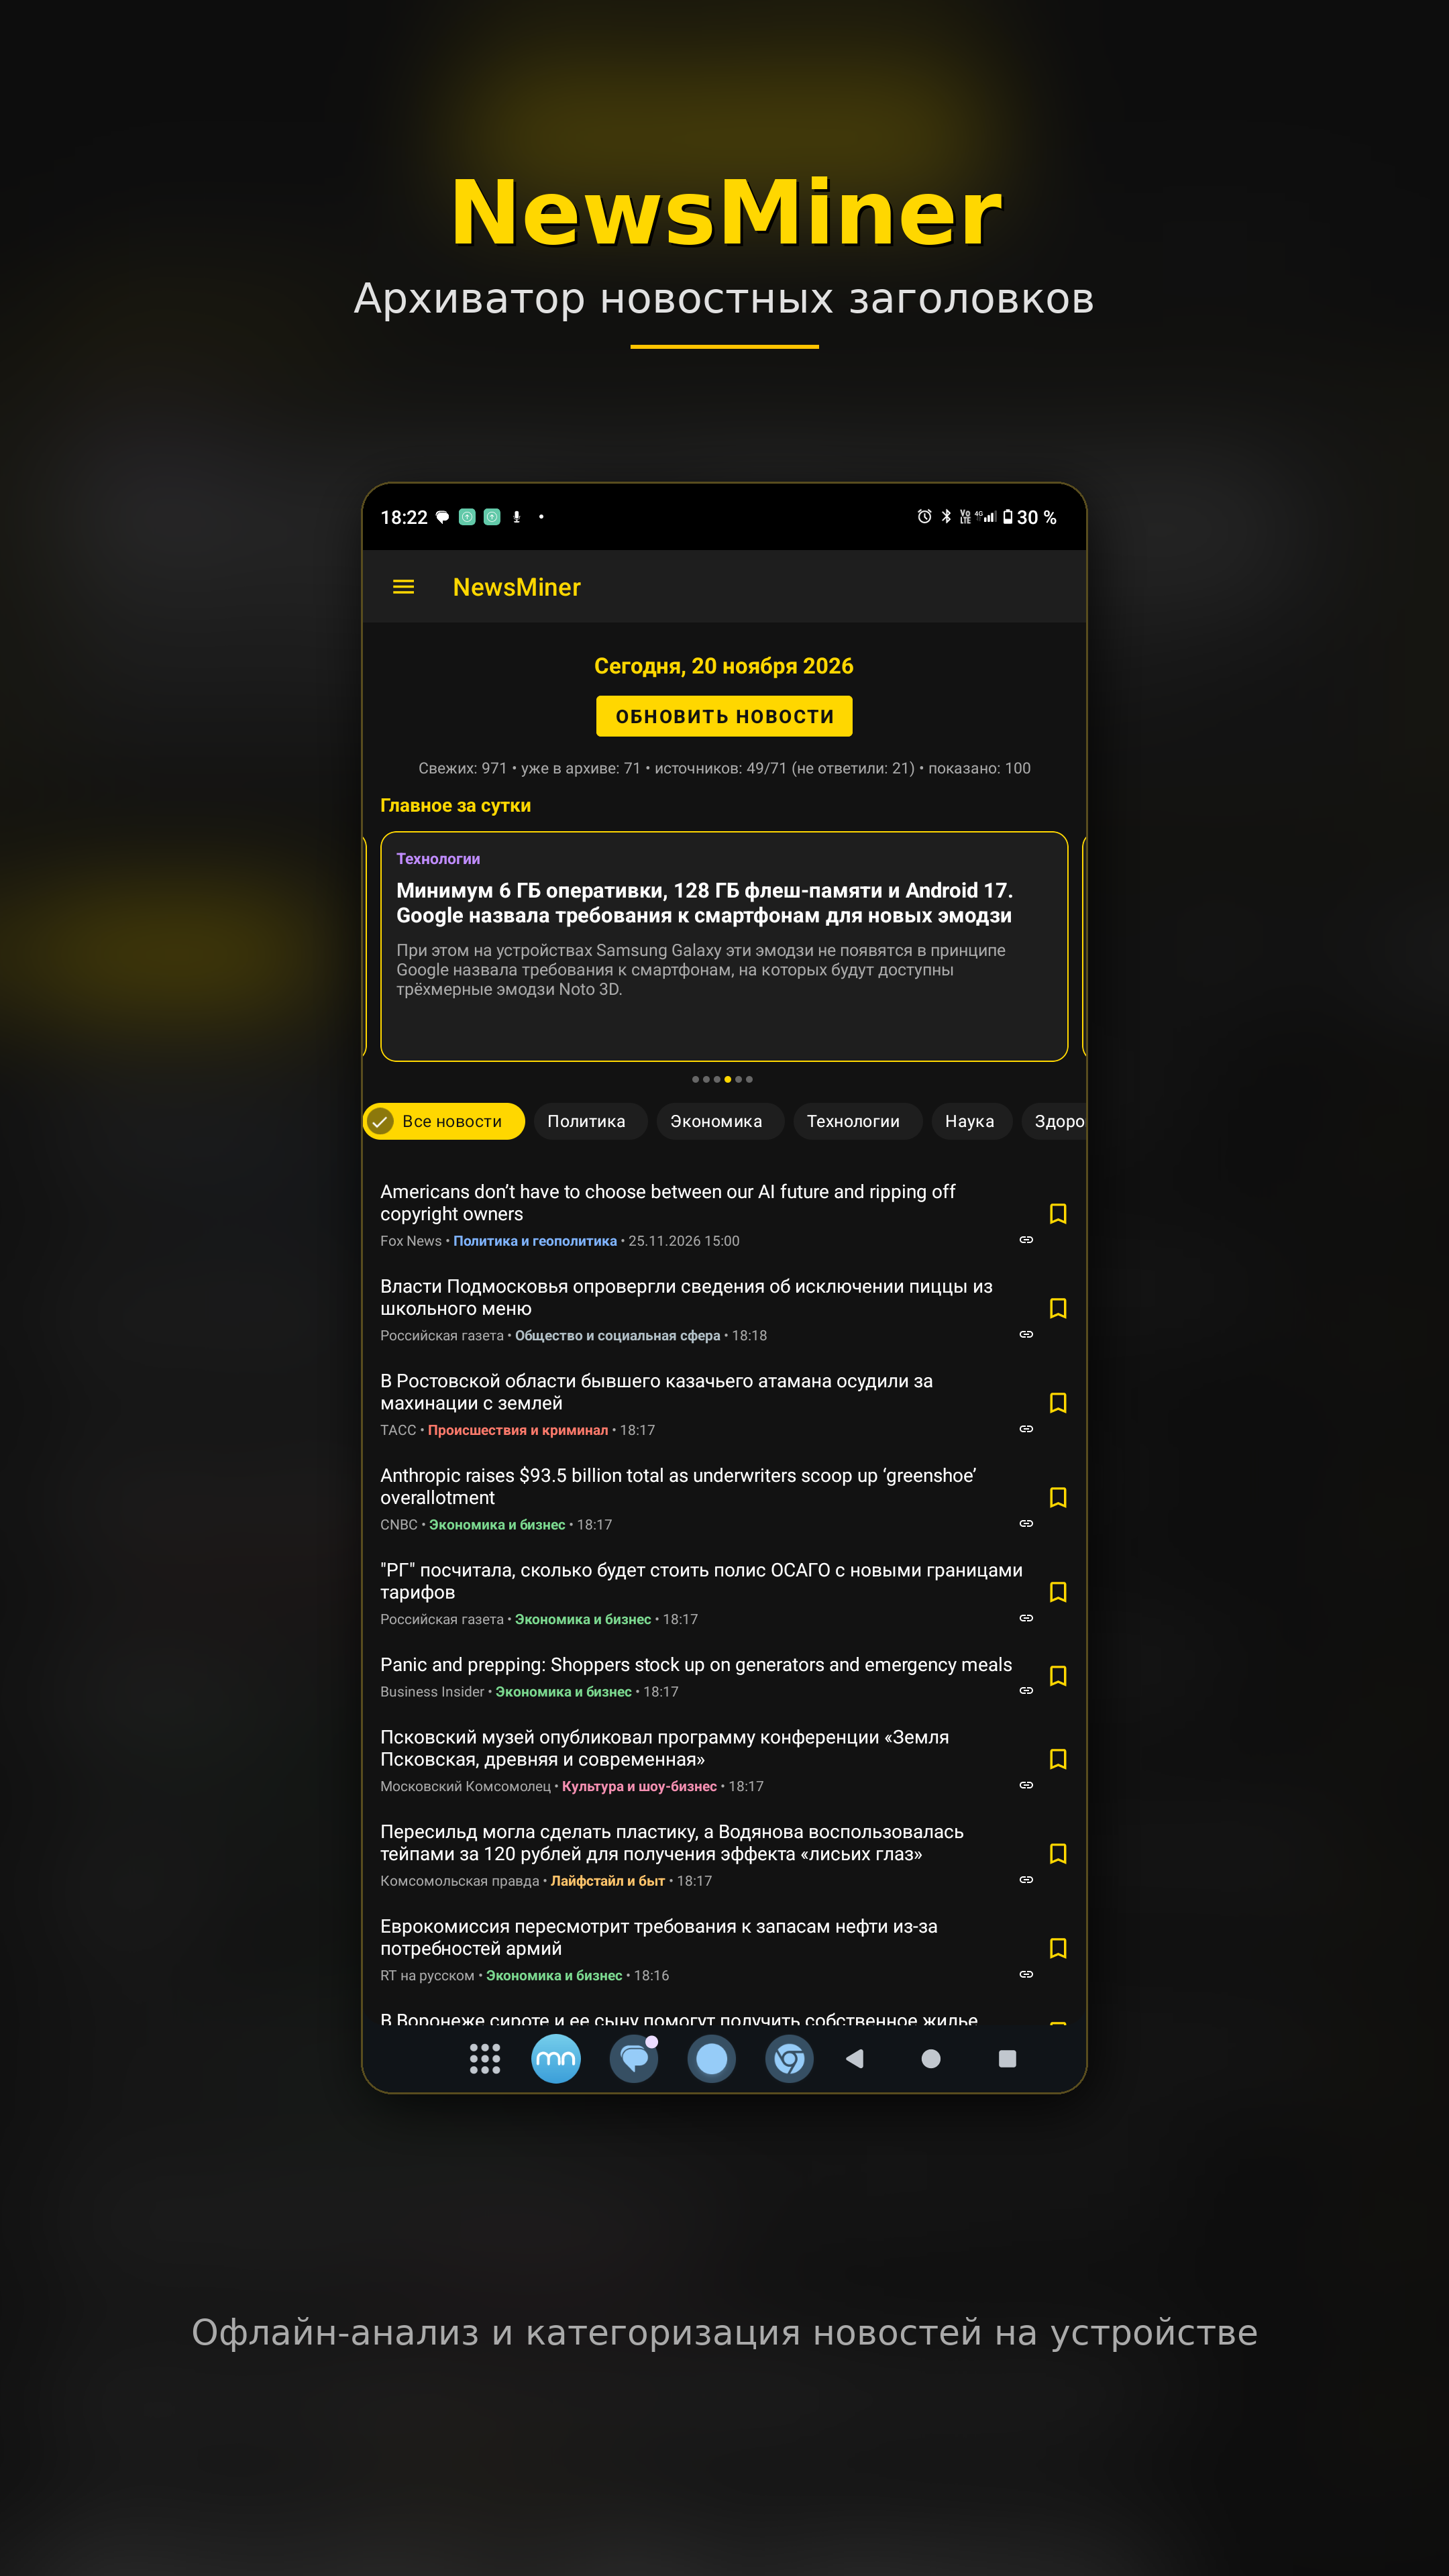 NewsMiner
Архиватор новостных заголовков
18:22
Vo LTE 4G 30 %
NewsMiner
Сегодня, 20 ноября 2026
ОБНОВИТЬ НОВОСТИ
Свежих: 971 • уже в архиве: 71 • источников: 49/71 (не ответили: 21) • показано: 100
Главное за сутки
Технологии
Минимум 6 ГБ оперативки, 128 ГБ флеш-памяти и Android 17.
Google назвала требования к смартфонам для новых эмодзи
При этом на устройствах Samsung Galaxy эти эмодзи не появятся в принципе
Google назвала требования к смартфонам, на которых будут доступны
трёхмерные эмодзи Noto 3D.
Все новости Политика Экономика Технологии Наука Здоро
Americans don’t have to choose between our AI future and ripping off
copyright owners
Fox News • Политика и геополитика • 25.11.2026 15:00
Власти Подмосковья опровергли сведения об исключении пиццы из
школьного меню
Российская газета • Общество и социальная сфера • 18:18
В Ростовской области бывшего казачьего атамана осудили за
махинации с землей
ТАСС • Происшествия и криминал • 18:17
Anthropic raises $93.5 billion total as underwriters scoop up ‘greenshoe’
overallotment
CNBC • Экономика и бизнес • 18:17
"РГ" посчитала, сколько будет стоить полис ОСАГО с новыми границами
тарифов
Российская газета • Экономика и бизнес • 18:17
Panic and prepping: Shoppers stock up on generators and emergency meals
Business Insider • Экономика и бизнес • 18:17
Псковский музей опубликовал программу конференции «Земля
Псковская, древняя и современная»
Московский Комсомолец • Культура и шоу-бизнес • 18:17
Пересильд могла сделать пластику, а Водянова воспользовалась
тейпами за 120 рублей для получения эффекта «лисьих глаз»
Комсомольская правда • Лайфстайл и быт • 18:17
Еврокомиссия пересмотрит требования к запасам нефти из-за
потребностей армий
RT на русском • Экономика и бизнес • 18:16
В Воронеже сироте и ее сыну помогут получить собственное жилье
Офлайн-анализ и категоризация новостей на устройстве